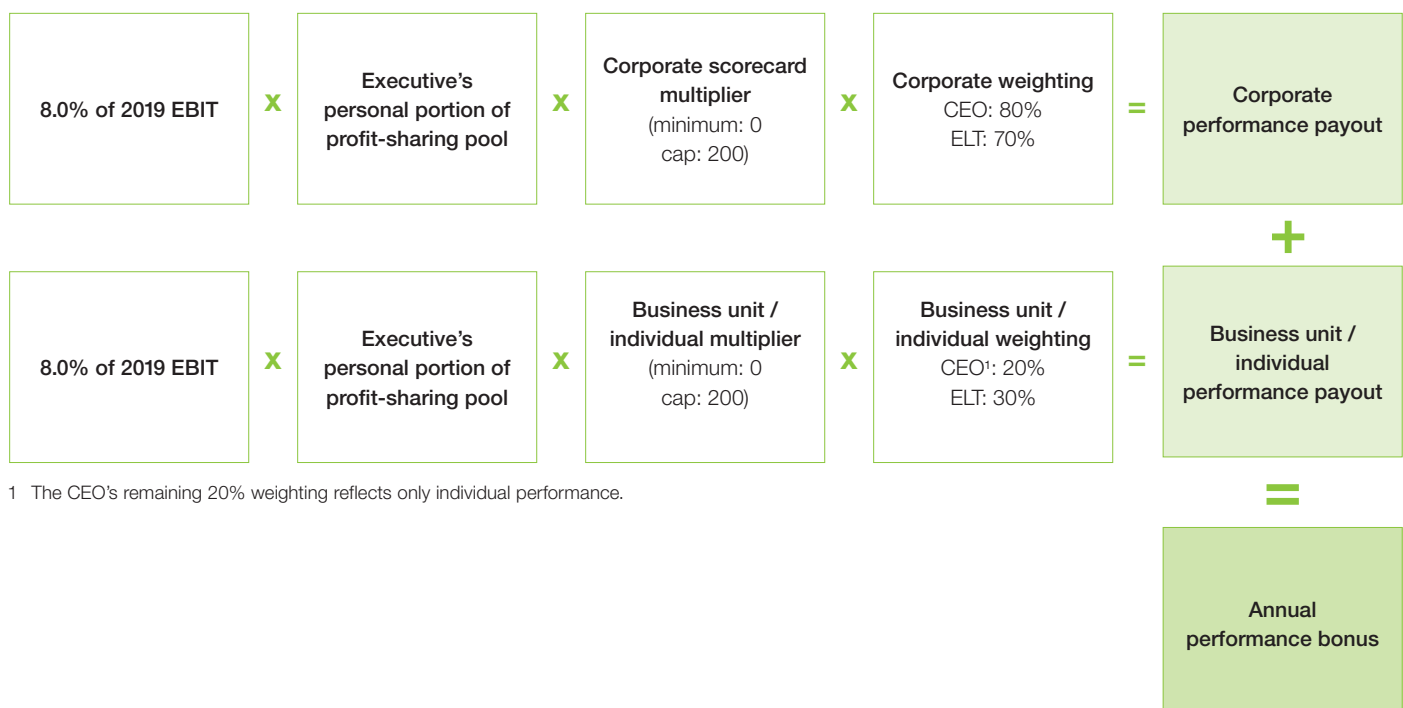 8.0% of 2019 EBIT
x
Executive's
personal portion of
profit-sharing pool
x
Corporate scorecard
multiplier
(minimum: 0
cap: 200)
x
Corporate weighting
CEO: 80%
ELT: 70%
=
Corporate
performance payout
+
8.0% of 2019 EBIT
x
Executive's
personal portion of
profit-sharing pool
x
Business unit /
individual multiplier
(minimum: 0
cap: 200)
x
Business unit /
individual weighting
CEO¹: 20%
ELT: 30%
=
Business unit /
individual
performance payout
1 The CEO's remaining 20% weighting reflects only individual performance.
=
Annual
performance bonus